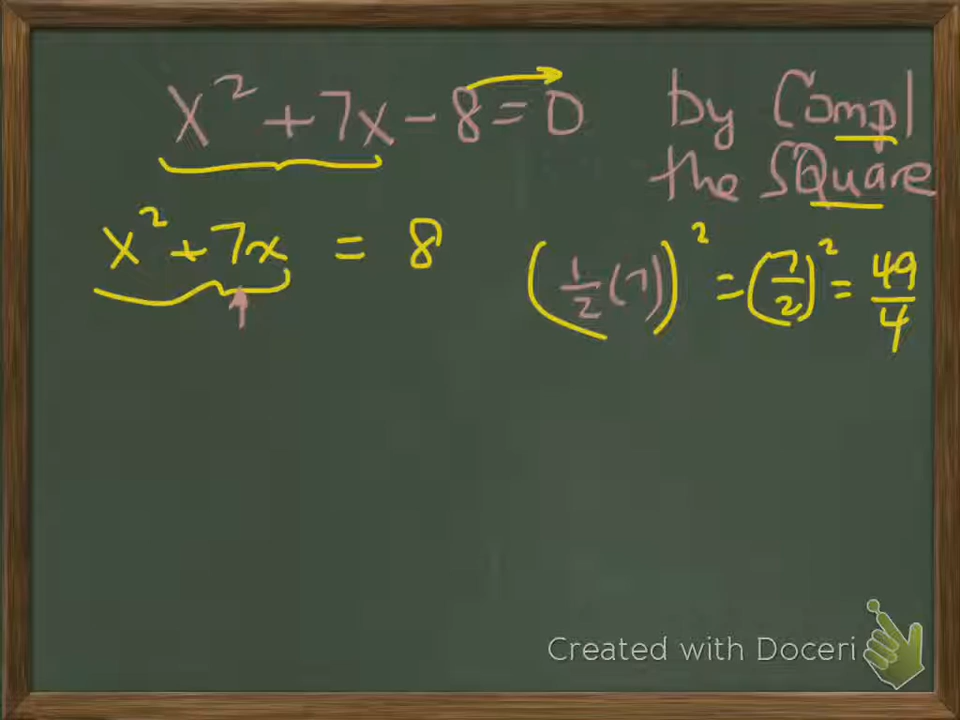 x² + 7x - 8 = 0 by Compl
the Square
x² + 7x = 8 (1/2 (7))² = (7/2)² = 49/4
Created with Doceri